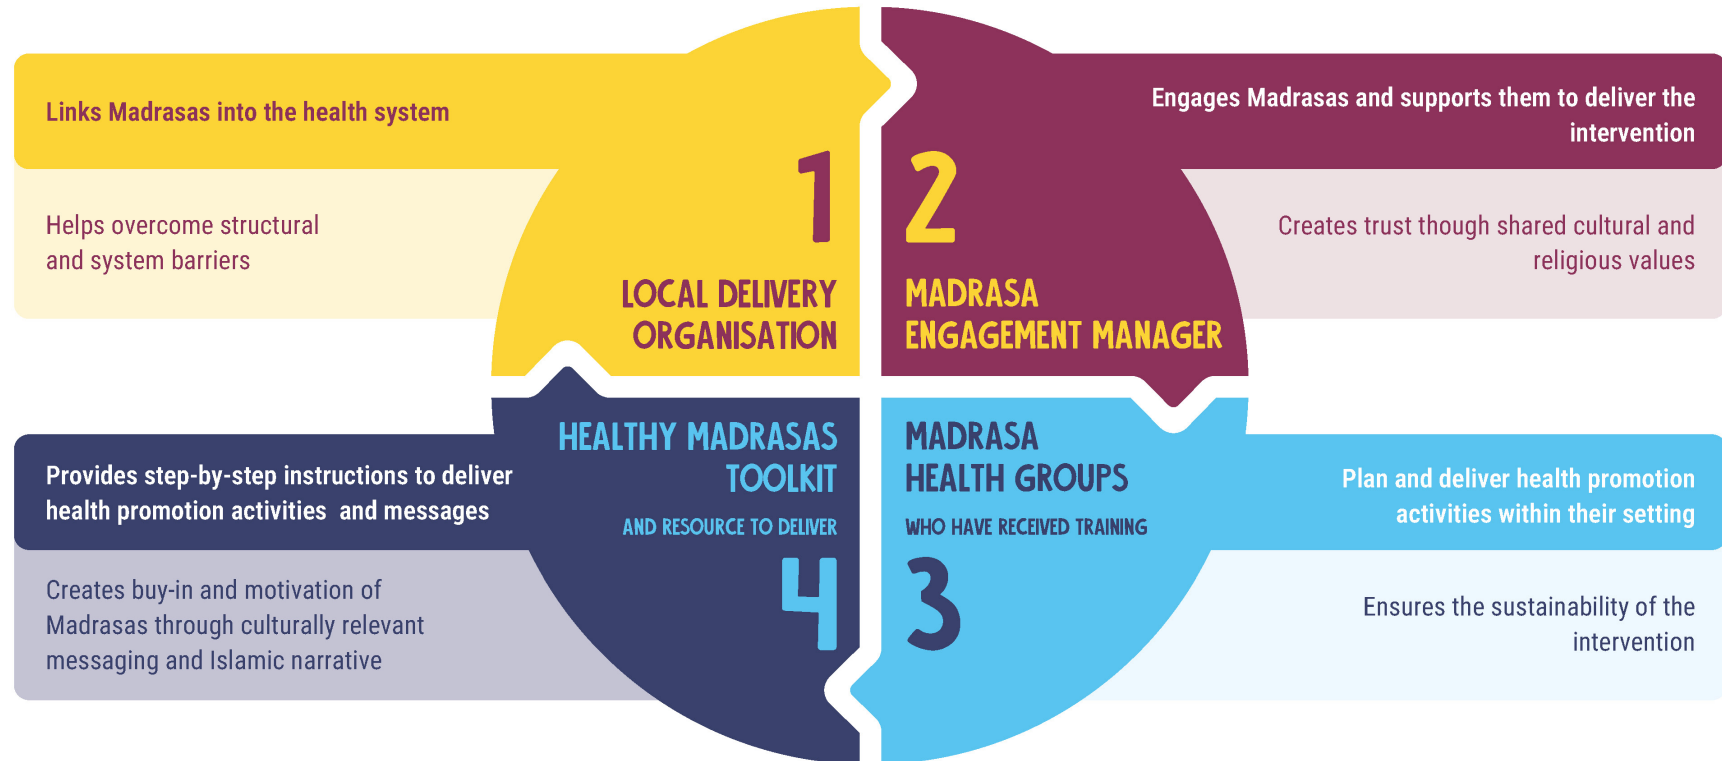 Links Madrasas into the health system
Helps overcome structural
and system barriers
1
LOCAL DELIVERY
ORGANISATION
Engages Madrasas and supports them to deliver the
intervention
Creates trust though shared cultural and
religious values
2
MADRASA
ENGAGEMENT MANAGER
MADRASA
HEALTH GROUPS
WHO HAVE RECEIVED TRAINING
3
Plan and deliver health promotion
activities within their setting
Ensures the sustainability of the
intervention
HEALTHY MADRASAS
TOOLKIT
AND RESOURCE TO DELIVER
4
Provides step-by-step instructions to deliver
health promotion activities  and messages
Creates buy-in and motivation of
Madrasas through culturally relevant
messaging and Islamic narrative